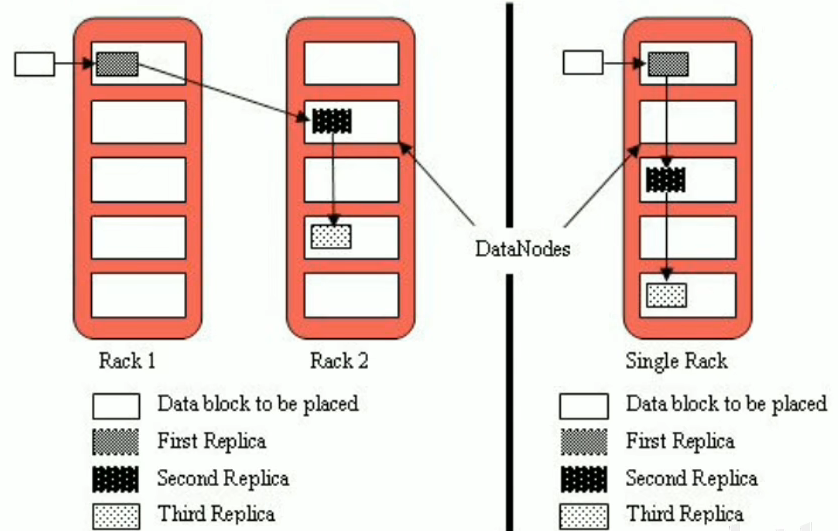 DataNodes
Rack 1
Rack 2
Single Rack
Data block to be placed
First Replica
Second Replica
Third Replica
Data block to be placed
First Replica
Second Replica
Third Replica